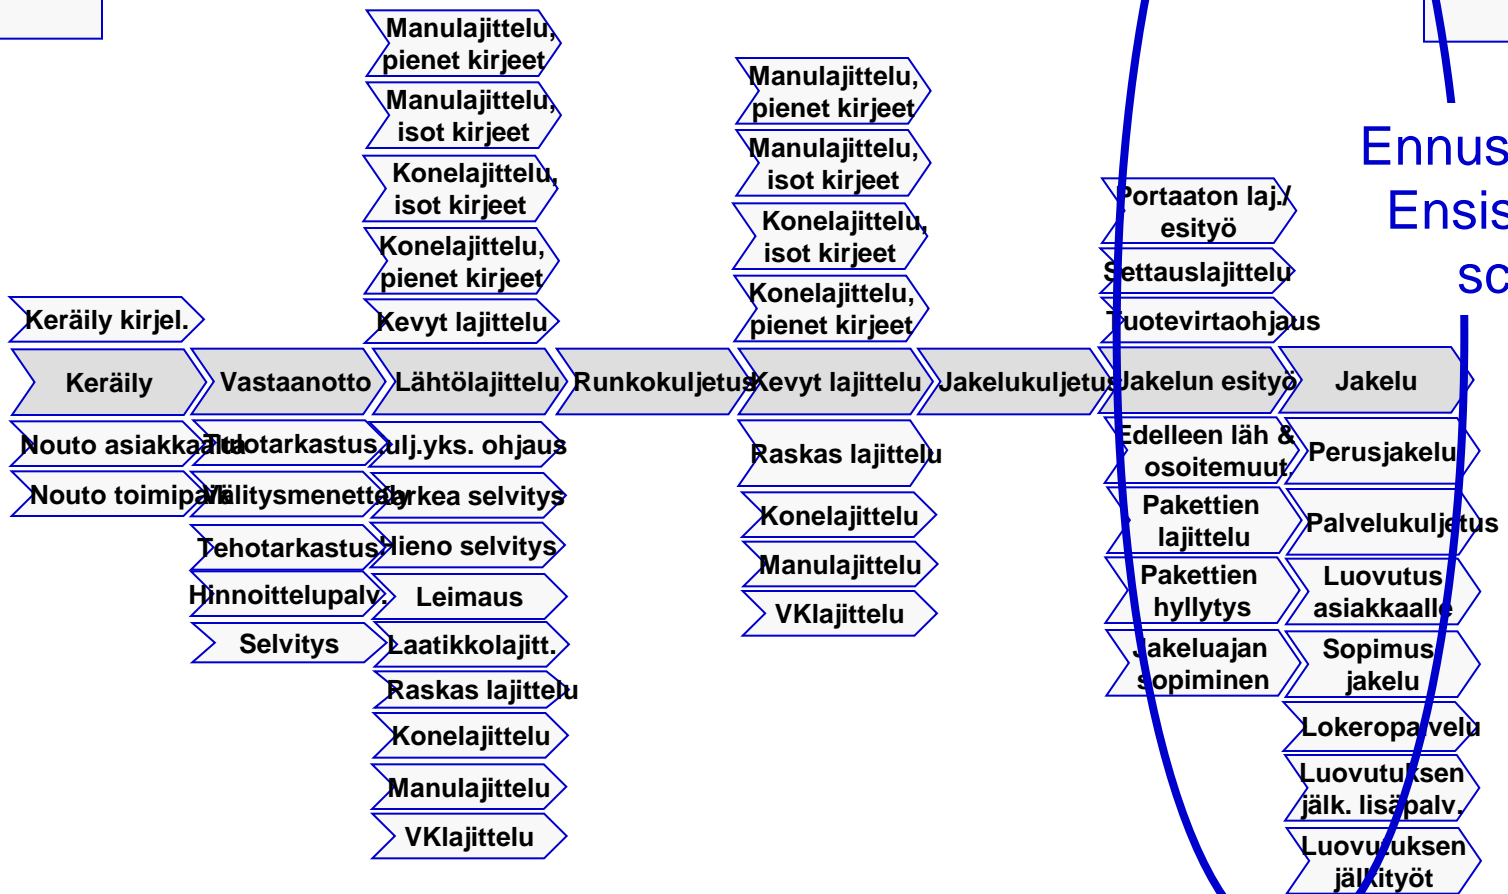 Manulajittelu,
pienet kirjeet
Manulajittelu,
isot kirjeet
Konelajittelu,
isot kirjeet
Konelajittelu,
pienet kirjeet
Kevyt lajittelu
Manulajittelu,
pienet kirjeet
Manulajittelu,
isot kirjeet
Konelajittelu,
isot kirjeet
Konelajittelu,
pienet kirjeet
Portaaton laj./
esityö
Settauslajittelu
Tuotevirtaohjaus
Keräily kirjel.
Keräily
Vastaanotto
Lähtölajittelu
Runkokuljetus
Kevyt lajittelu
Jakelukuljetus
Jakelun esityö
Jakelu
Nouto asiakkaalta
Nouto toimipaik
Tulotarkastus
Välitysmenettely
Tehotarkastus
Hinnoittelupalv.
Selvitys
ulj.yks. ohjaus
Karkea selvitys
Hieno selvitys
Leimaus
Laatikkolajitt.
Raskas lajittelu
Konelajittelu
Manulajittelu
VKlajittelu
Raskas lajittelu
Konelajittelu
Manulajittelu
VKlajittelu
Edelleen läh &
osoitemuut.
Pakettien
lajittelu
Pakettien
hyllytys
Jakeluajan
sopiminen
Perusjakelu
Palvelukuljetus
Luovutus
asiakkaalle
Sopimus
jakelu
Lokeropalvelu
Luovutuksen
jälk. lisäpalv.
Luovutuksen
jälkityöt
Ennus
Ensis
sc